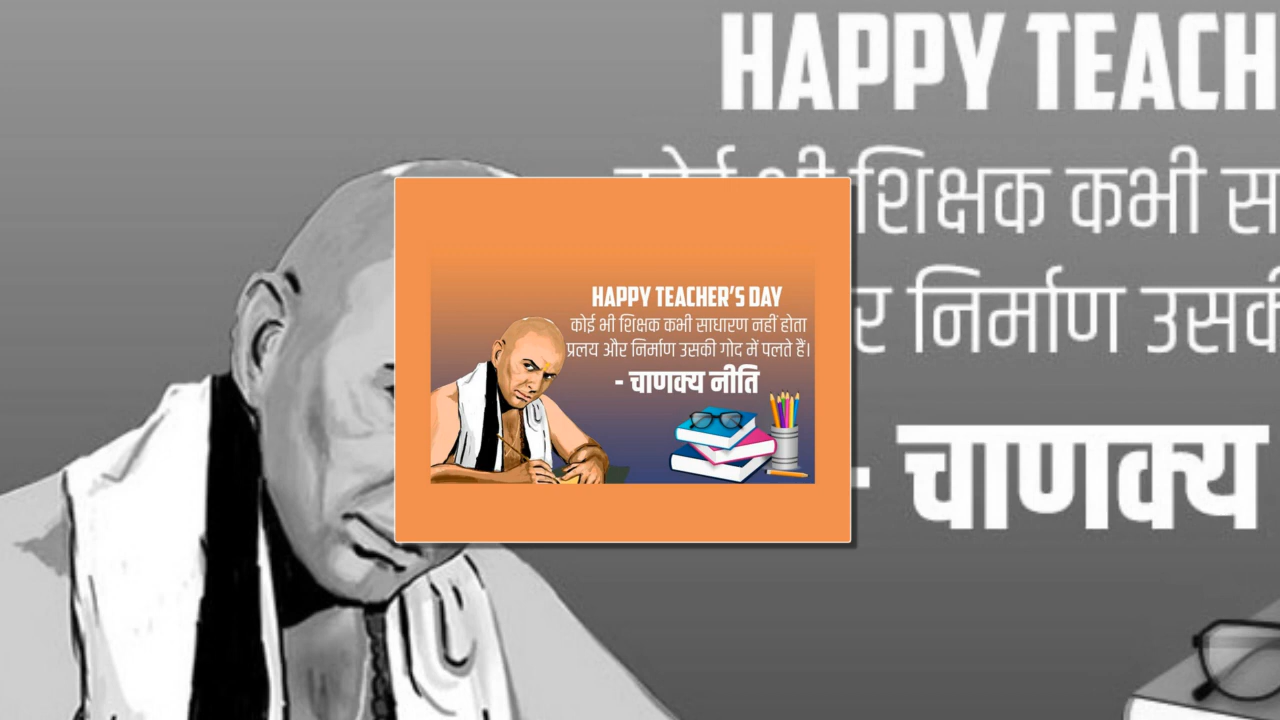 HAPPY TEACH
कोई भी शिक्षक कभी सा
र निर्माण उसकी
- चाणक्य
HAPPY TEACHER'S DAY
कोई भी शिक्षक कभी साधारण नहीं होता
प्रलय और निर्माण उसकी गोद में पलते हैं।
- चाणक्य नीति